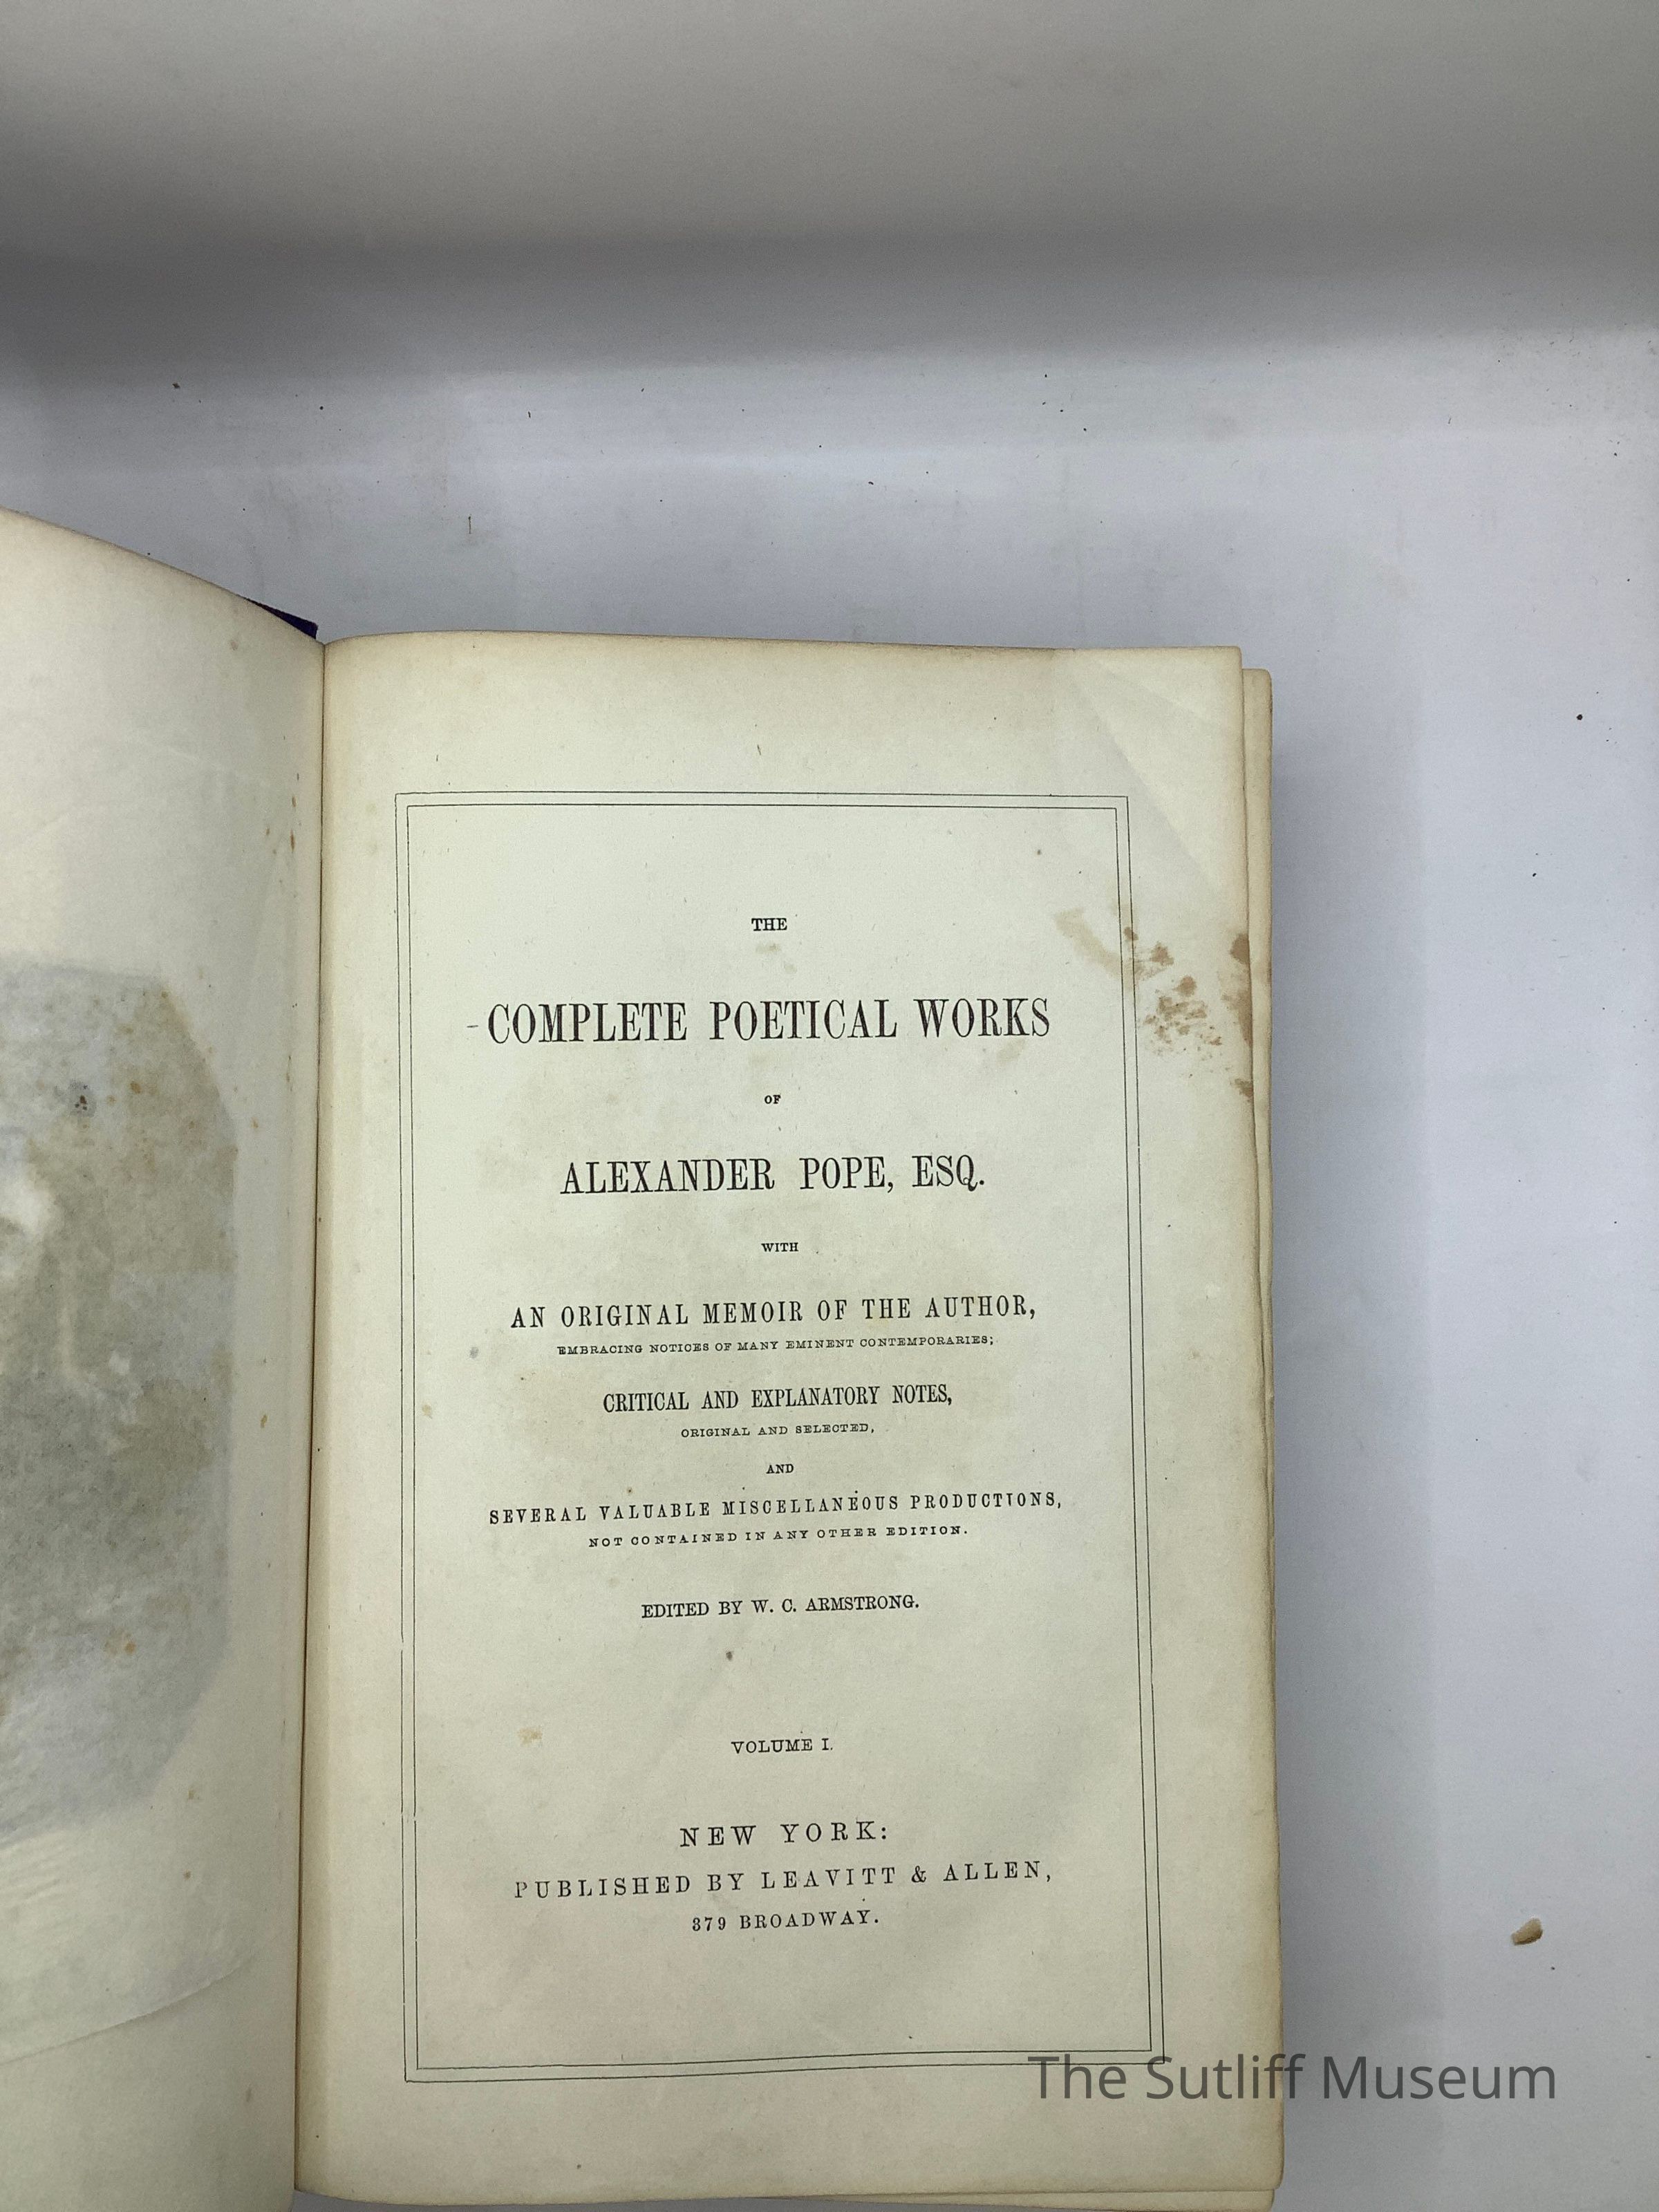 THE
COMPLETE POETICAL WORKS
OF
ALEXANDER POPE, ESQ.
WITH
AN ORIGINAL MEMOIR OF THE AUTHOR,
EMBRACING NOTICES OF MANY EMINENT CONTEMPORARIES;
CRITICAL AND EXPLANATORY NOTES,
ORIGINAL AND SELECTED,
AND
SEVERAL VALUABLE MISCELLANEOUS PRODUCTIONS,
NOT CONTAINED IN ANY OTHER EDITION.
EDITED BY W. C. ARMSTRONG.
VOLUME I.
NEW YORK:
PUBLISHED BY LEAVITT & ALLEN,
379 BROADWAY.
The Sutliff Museum